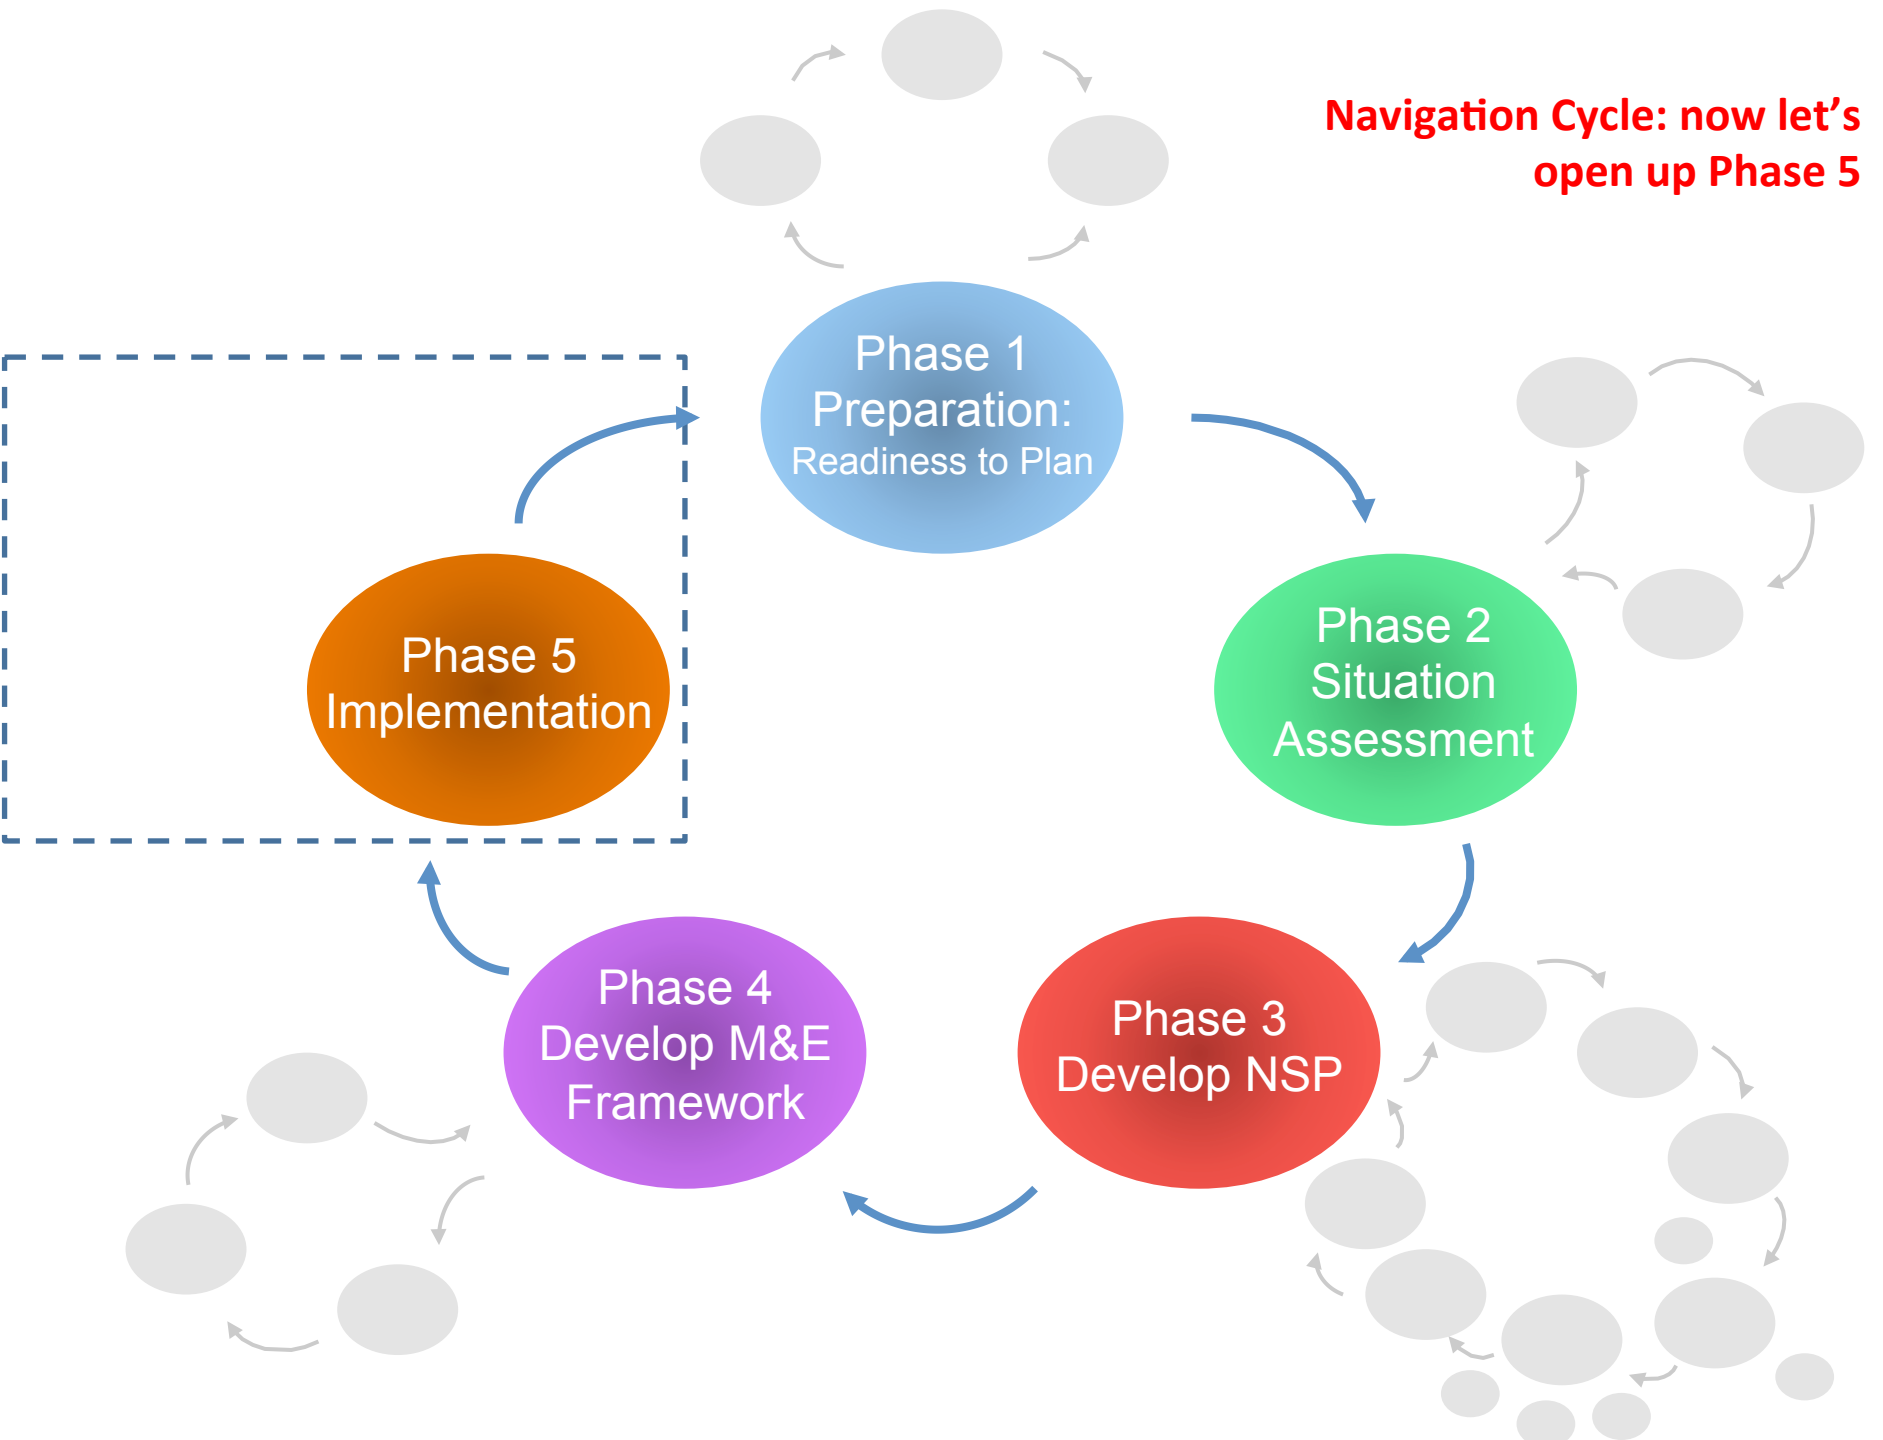 Navigation Cycle: now let's
open up Phase 5
Phase 1
Preparation:
Readiness to Plan
Phase 2
Situation
Assessment
Phase 3
Develop NSP
Phase 4
Develop M&E
Framework
Phase 5
Implementation